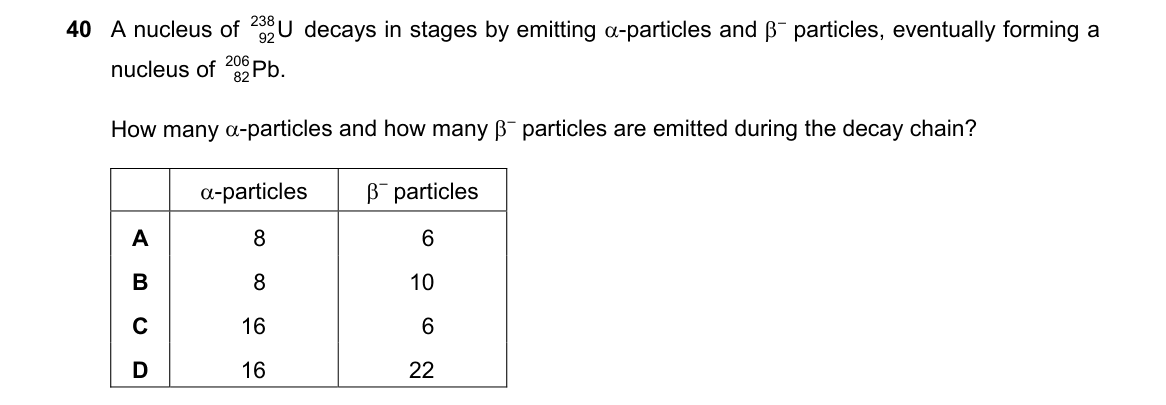 40 A nucleus of ²³⁸₉₂U decays in stages by emitting α-particles and β⁻ particles, eventually forming a
nucleus of ²⁰⁶₈₂Pb.
How many α-particles and how many β⁻ particles are emitted during the decay chain?
α-particles β⁻ particles
A 8 6
B 8 10
C 16 6
D 16 22